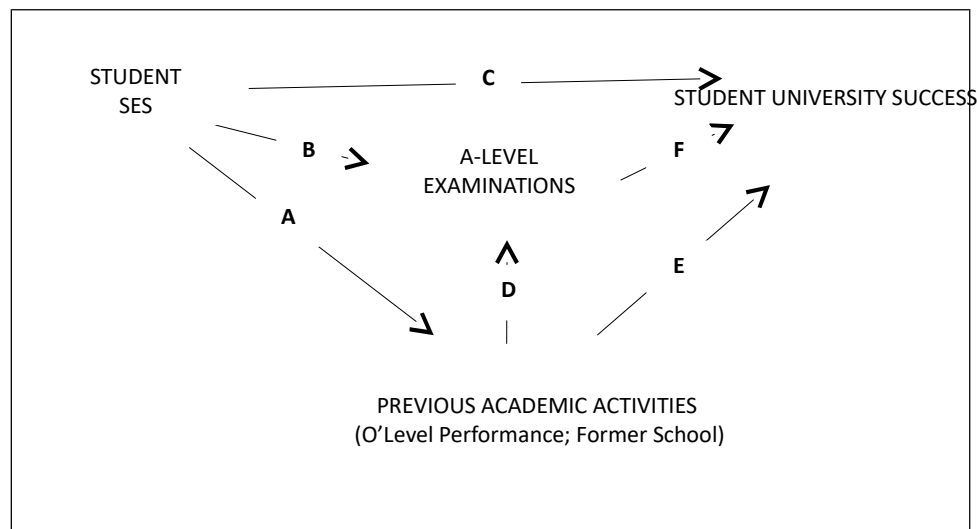 STUDENT
SES
C
STUDENT UNIVERSITY SUCCESS
B
A-LEVEL
EXAMINATIONS
F
A
E
D
PREVIOUS ACADEMIC ACTIVITIES
(O’Level Performance; Former School)